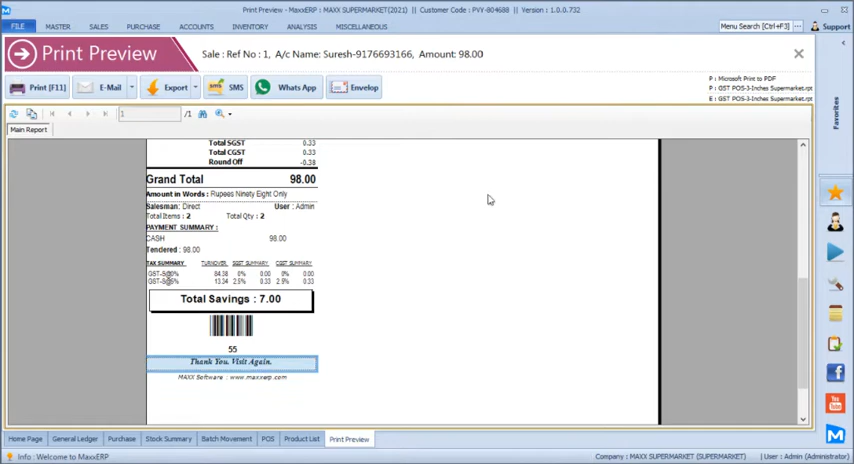 Print Preview - MaxxERP : MAXX SUPERMARKET(2021) || Customer Code : PVY-804688 || Version : 1.0.0.732
FILE MASTER SALES PURCHASE ACCOUNTS INVENTORY ANALYSIS MISCELLANEOUS Menu Search [Ctrl+F3] Support
Print Preview Sale : Ref No : 1, A/c Name: Suresh-9176693166, Amount: 98.00
Print [F11] E-Mail Export SMS Whats App Envelop
P : Microsoft Print to PDF
P : GST POS-3-Inches Supermarket.rpt
E : GST POS-3-Inches Supermarket.rpt
Favorites
1 /1
Main Report
Total SGST 0.33
Total CGST 0.33
Round Off -0.38
Grand Total 98.00
Amount in Words : Rupees Ninety Eight Only
Salesman: Direct User : Admin
Total Items : 2 Total Qty : 2
PAYMENT SUMMARY :
CASH 98.00
Tendered : 98.00
TAX SUMMARY TURNOVER SGST SUMMARY CGST SUMMARY
GST-S@0% 84.38 0% 0.00 0% 0.00
GST-S@5% 13.34 2.5% 0.33 2.5% 0.33
Total Savings : 7.00
55
Thank You. Visit Again.
MAXX Software : www.maxxerp.com
Home Page General Ledger Purchase Stock Summary Batch Movement POS Product List Print Preview
Info : Welcome to MaxxERP Company : MAXX SUPERMARKET (SUPERMARKET) User : Admin (Administrator)